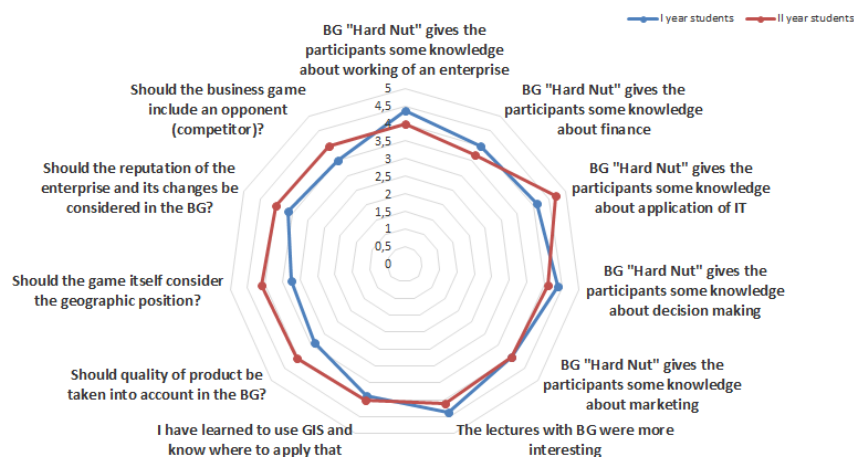 BG "Hard Nut" gives the
participants some knowledge
about working of an enterprise
I year students
II year students
BG "Hard Nut" gives the
participants some knowledge
about finance
BG "Hard Nut" gives the
participants some knowledge
about application of IT
BG "Hard Nut" gives the
participants some knowledge
about decision making
BG "Hard Nut" gives the
participants some knowledge
about marketing
The lectures with BG were more
interesting
I have learned to use GIS and
know where to apply that
Should quality of product be
taken into account in the BG?
Should the game itself consider
the geographic position?
Should the reputation of the
enterprise and its changes be
considered in the BG?
Should the business game
include an opponent
(competitor)?
5
4,5
4
3,5
3
2,5
2
1,5
1
0,5
0